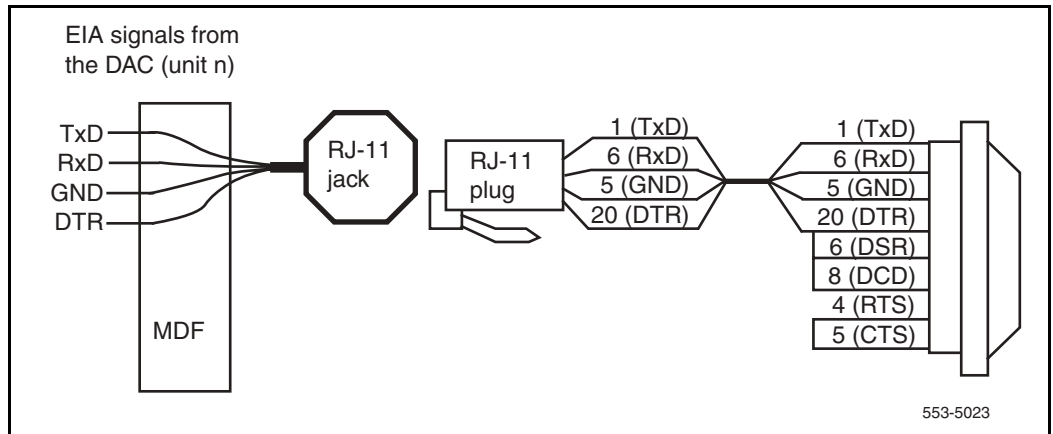 EIA signals from
the DAC (unit n)
TxD
RxD
GND
DTR
MDF
RJ-11
jack
RJ-11
plug
1 (TxD)
6 (RxD)
5 (GND)
20 (DTR)
1 (TxD)
6 (RxD)
5 (GND)
20 (DTR)
6 (DSR)
8 (DCD)
4 (RTS)
5 (CTS)
553-5023